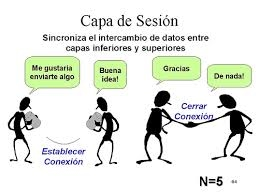 Capa de Sesión
Sincroniza el intercambio de datos entre
capas inferiores y superiores
Me gustaría
enviarte algo
Buena
idea!
Gracias
De nada!
Establecer
Conexión
Cerrar
Conexión
N=5
64